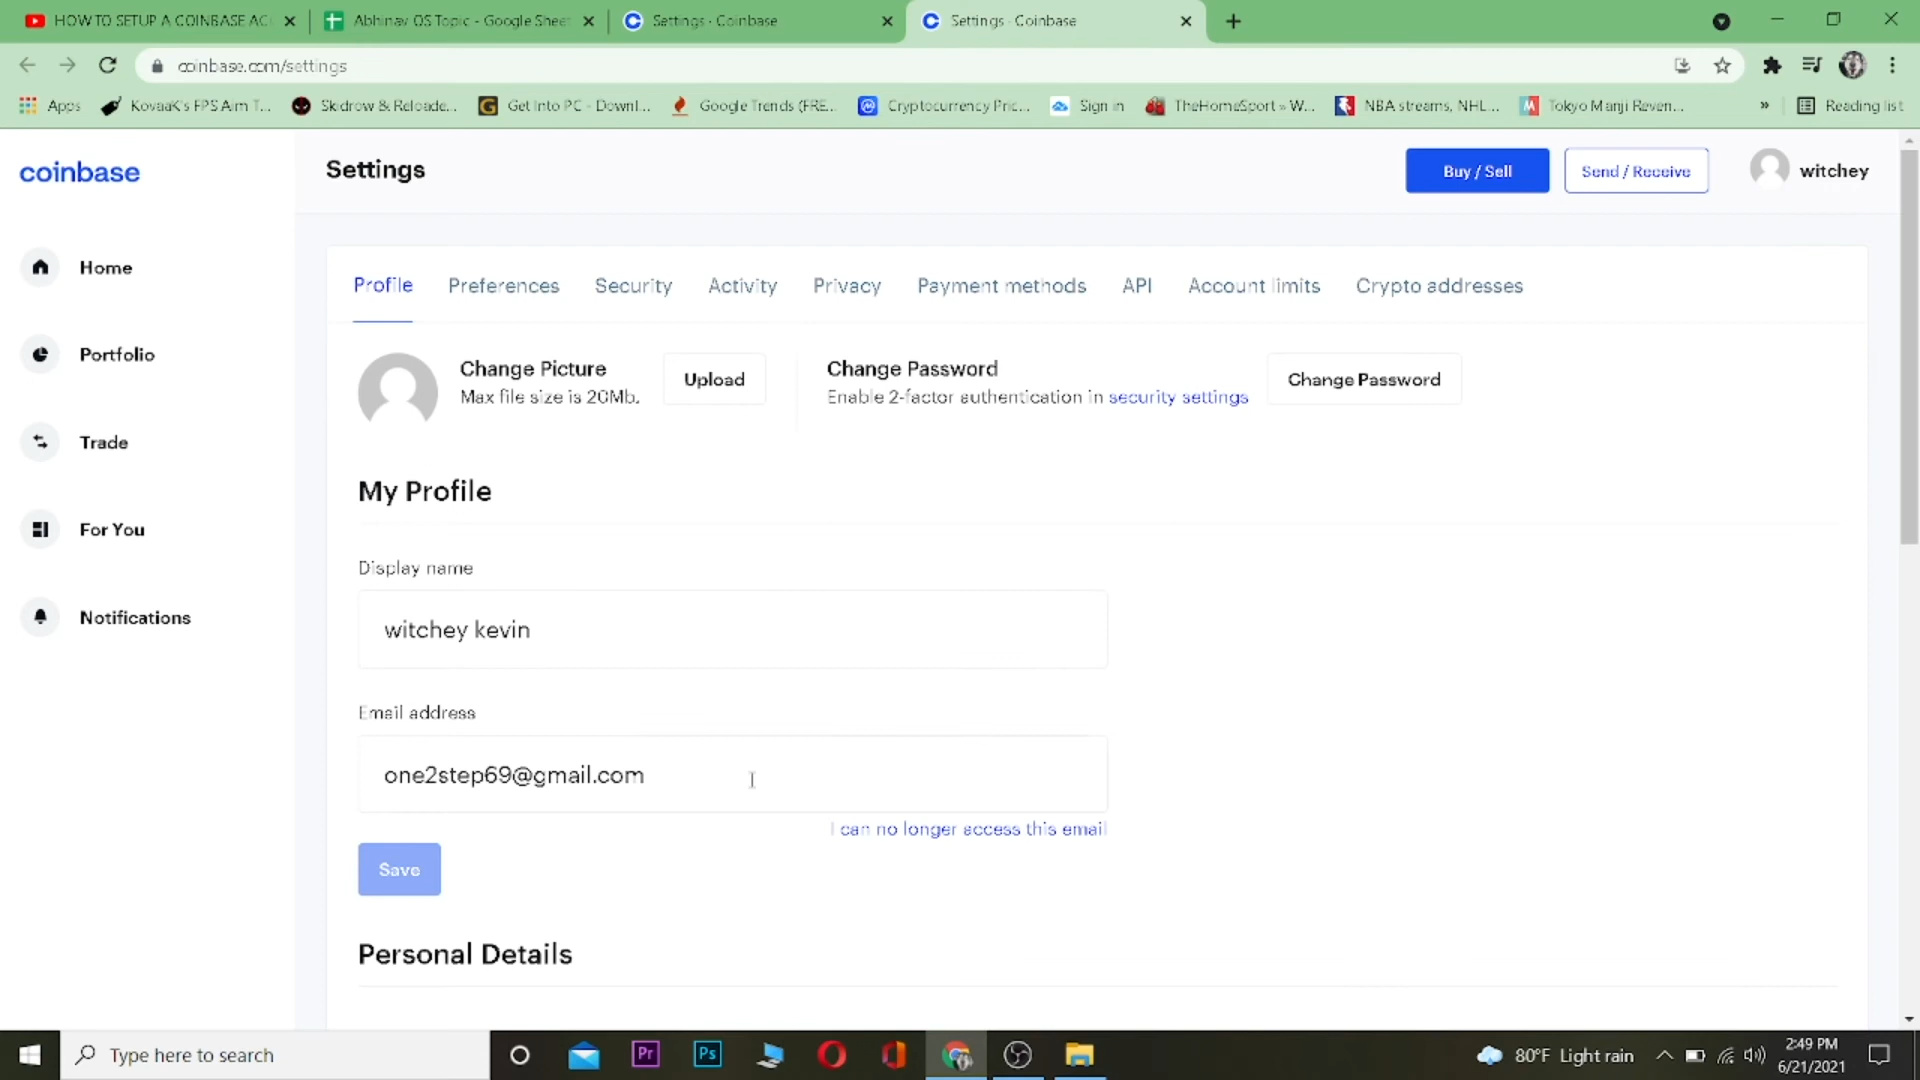 HOW TO SETUP A COINBASE AC
Abhinav OS Topic - Google Sheet
Settings - Coinbase
Settings - Coinbase
coinbase.com/settings
Apps
KovaaK's FPS Aim T...
Skidrow & Reloade...
Get Into PC - Downl...
Google Trends (FRE...
Cryptocurrency Pric...
Sign in
TheHomeSport » W...
NBA streams, NHL...
Tokyo Manji Reven...
»
Reading list
coinbase
Settings
Buy / Sell
Send / Receive
witchey
Home
Portfolio
Trade
For You
Notifications
Profile
Preferences
Security
Activity
Privacy
Payment methods
API
Account limits
Crypto addresses
Change Picture
Max file size is 20Mb.
Upload
Change Password
Enable 2-factor authentication in security settings
Change Password
My Profile
Display name
witchey kevin
Email address
one2step69@gmail.com
I can no longer access this email
Save
Personal Details
Type here to search
Pr
Ps
80°F Light rain
2:49 PM
6/21/2021